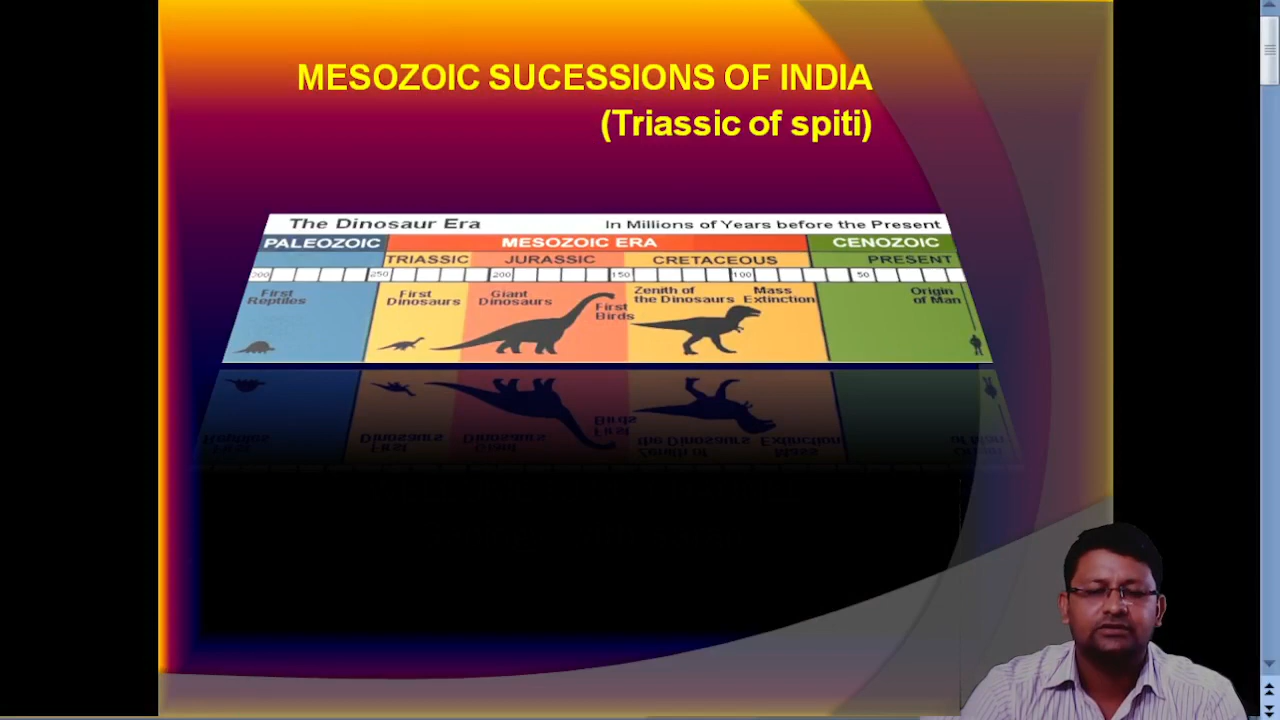 MESOZOIC SUCESSIONS OF INDIA
(Triassic of spiti)
The Dinosaur Era In Millions of Years before the Present
PALEOZOIC MESOZOIC ERA CENOZOIC
TRIASSIC JURASSIC CRETACEOUS PRESENT
250 200 150 100 50
First Reptiles
First Dinosaurs
Giant Dinosaurs
First Birds
Zenith of the Dinosaurs
Mass Extinction
Origin of Man